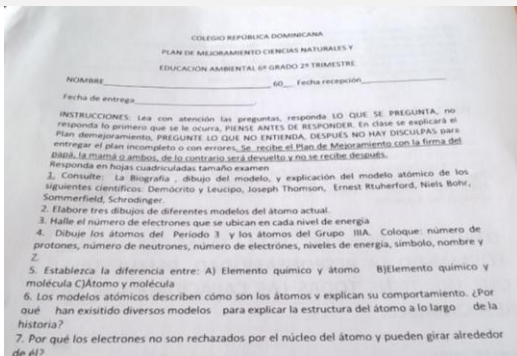 COLEGIO REPÚBLICA DOMINICANA
PLAN DE MEJORAMIENTO CIENCIAS NATURALES Y
EDUCACIÓN AMBIENTAL 6º GRADO 2º TRIMESTRE
NOMBRE____________________________60__ Fecha recepción______________
Fecha de entrega____________________.
INSTRUCCIONES: Lea con atención las preguntas, responda LO QUE SE PREGUNTA, no
responda lo primero que se le ocurra, PIENSE ANTES DE RESPONDER. En clase se explicará el
Plan demejoramiento, PREGUNTE LO QUE NO ENTIENDA, DESPUÉS NO HAY DISCULPAS para
entregar el plan incompleto o con errores. Se recibe el Plan de Mejoramiento con la firma del
papá, la mamá o ambos, de lo contrario será devuelto y no se recibe después.
Responda en hojas cuadriculadas tamaño examen
1. Consulte: La Biografía , dibujo del modelo, y explicación del modelo atómico de los
siguientes científicos: Demócrito y Leucipo, Joseph Thomson, Ernest Rtuherford, Niels Bohr,
Sommerfield, Schrodinger.
2. Elabore tres dibujos de diferentes modelos del átomo actual.
3. Halle el número de electrones que se ubican en cada nivel de energía
4. Dibuje los átomos del Periodo 3 y los átomos del Grupo IIIA. Coloque: número de
protones, número de neutrones, número de electrónes, niveles de energía, símbolo, nombre y
Z.
5. Establezca la diferencia entre: A) Elemento químico y átomo B)Elemento químico y
molécula C)Átomo y molécula
6. Los modelos atómicos describen cómo son los átomos y explican su comportamiento. ¿Por
qué han exisitido diversos modelos para explicar la estructura del átomo a lo largo de la
historia?
7. Por qué los electrones no son rechazados por el núcleo del átomo y pueden girar alrededor
de él?